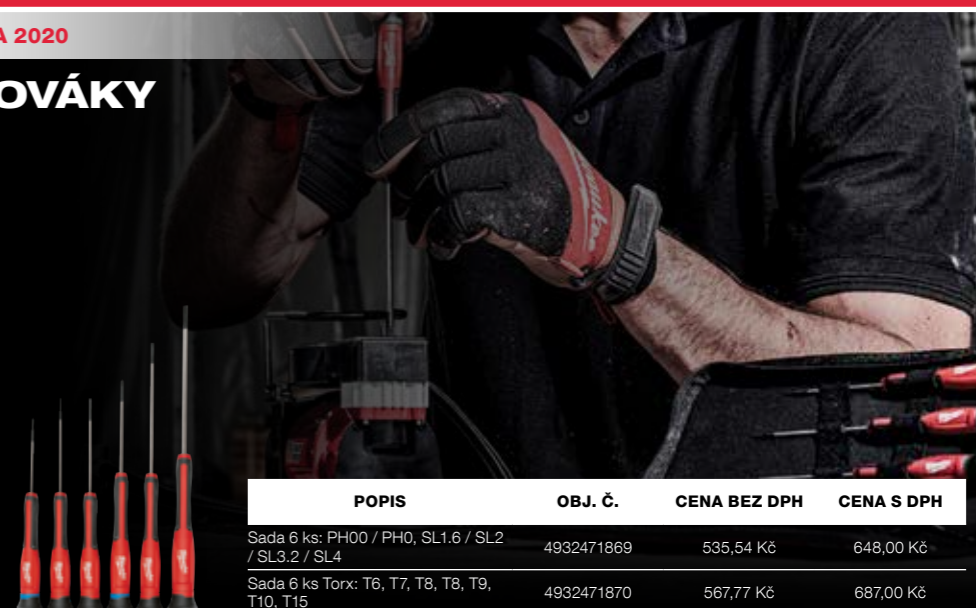 A 2020
OVÁKY
POPIS OBJ. Č. CENA BEZ DPH CENA S DPH
Sada 6 ks: PH00 / PH0, SL1.6 / SL2
/ SL3.2 / SL4 4932471869 535,54 Kč 648,00 Kč
Sada 6 ks Torx: T6, T7, T8, T8, T9,
T10, T15 4932471870 567,77 Kč 687,00 Kč
Milwaukee